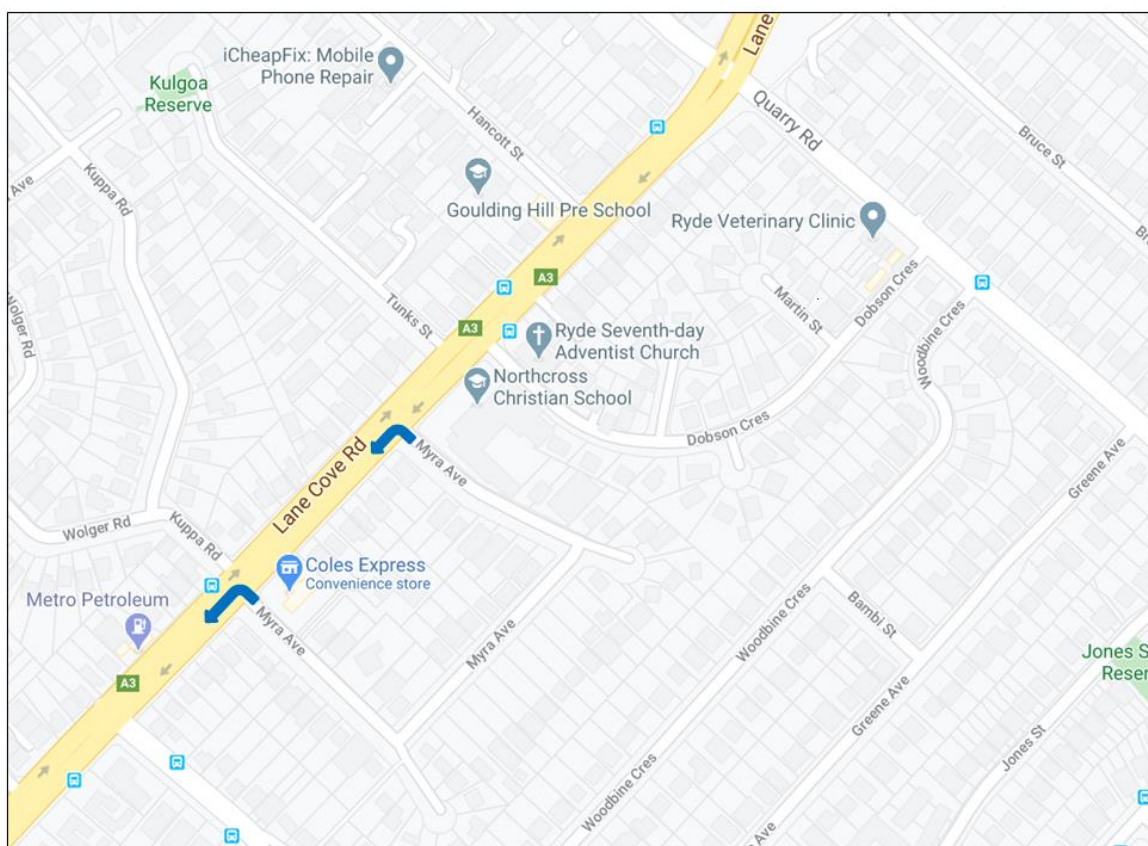 Lane
iCheapFix: Mobile
Phone Repair
Kulgoa
Reserve
Hancott St
Quarry Rd
Bruce St
Ave
Kuppa Rd
Goulding Hill Pre School
Ryde Veterinary Clinic
A3
Martin St
Dobson Cres
Wolger Rd
Tunks St
A3
Ryde Seventh-day
Adventist Church
Woodbine Cres
Northcross
Christian School
Dobson Cres
Lane Cove Rd
Myra Ave
Greene Ave
Wolger Rd
Kuppa Rd
Coles Express
Convenience store
Metro Petroleum
Myra Ave
Myra Ave
Woodbine Cres
Bambi St
Jones S
Reser
A3
Greene Ave
Jones St
Woodbine Cres
Ave